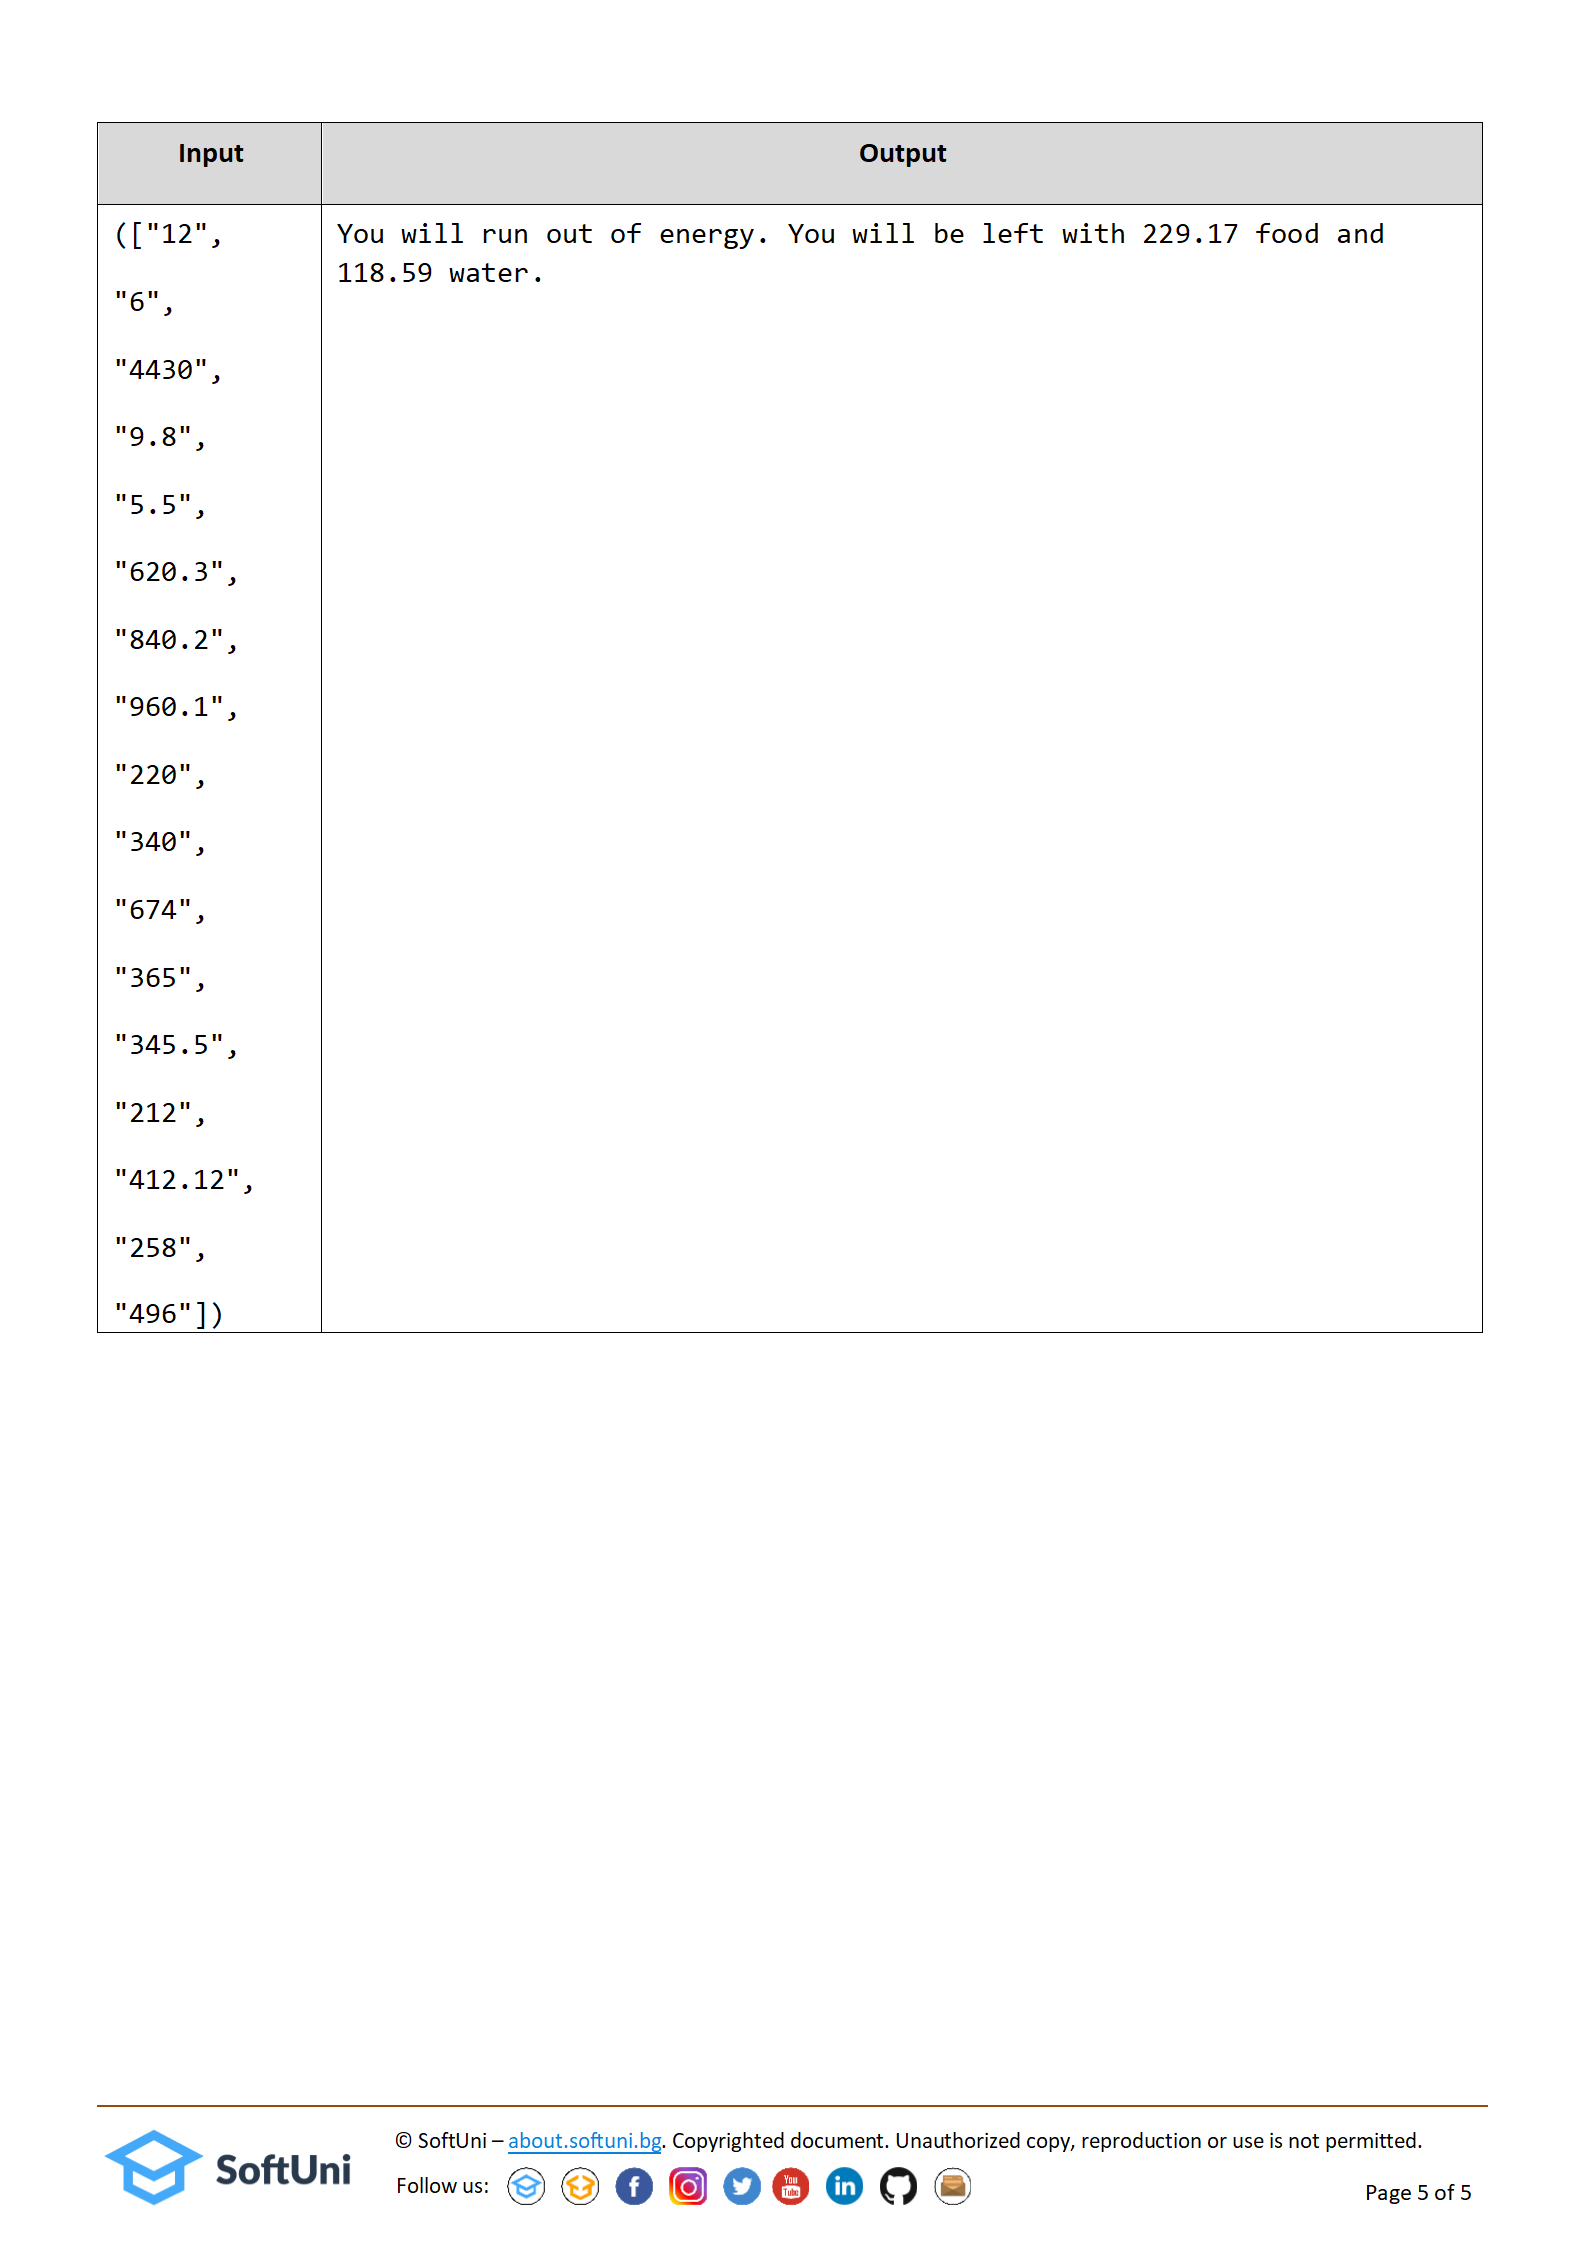 Input
Output
(["12",
"6",
"4430",
"9.8",
"5.5",
"620.3",
"840.2",
"960.1",
"220",
"340",
"674",
"365",
"345.5",
"212",
"412.12",
"258",
"496"])
You will run out of energy. You will be left with 229.17 food and
118.59 water.
SoftUni
© SoftUni – about.softuni.bg. Copyrighted document. Unauthorized copy, reproduction or use is not permitted.
Follow us:
You
Tube
in
Page 5 of 5